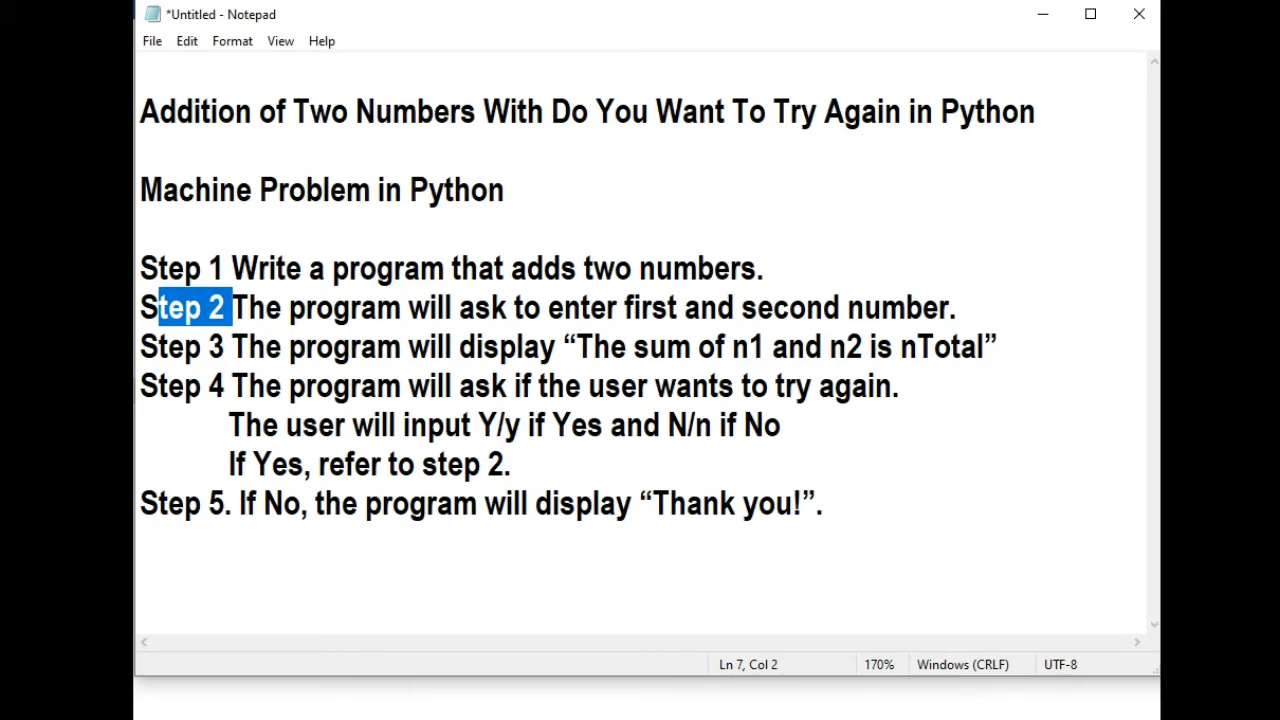 *Untitled - Notepad
File Edit Format View Help
Addition of Two Numbers With Do You Want To Try Again in Python
Machine Problem in Python
Step 1 Write a program that adds two numbers.
Step 2 The program will ask to enter first and second number.
Step 3 The program will display “The sum of n1 and n2 is nTotal”
Step 4 The program will ask if the user wants to try again.
The user will input Y/y if Yes and N/n if No
If Yes, refer to step 2.
Step 5. If No, the program will display “Thank you!”.
Ln 7, Col 2 170% Windows (CRLF) UTF-8